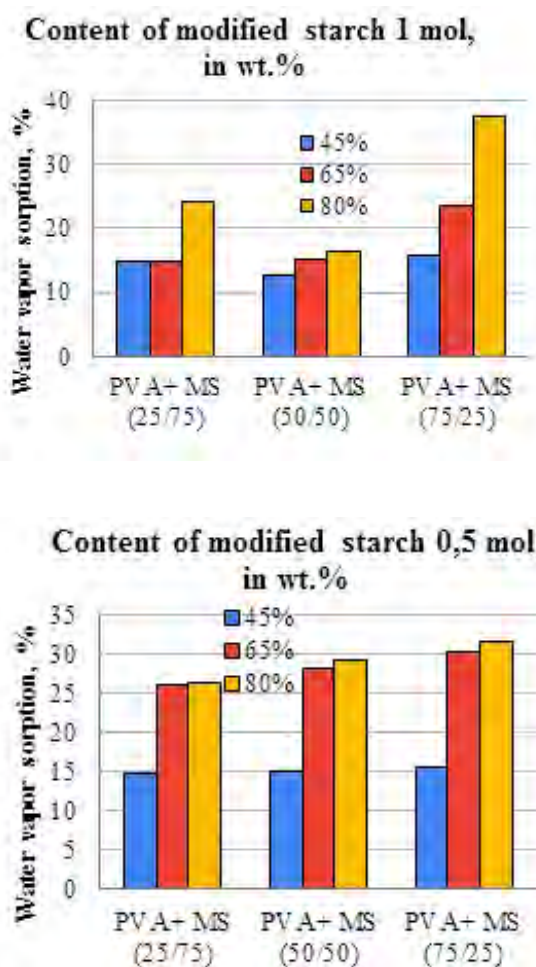 Content of modified starch 1 mol,
in wt.%
Water vapor sorption, %
40
30
20
10
0
45%
65%
80%
PVA+ MS
(25/75)
PVA+ MS
(50/50)
PVA+ MS
(75/25)
Content of modified starch 0,5 mol
in wt.%
Water vapor sorption, %
35
30
25
20
15
10
5
0
45%
65%
80%
PVA+ MS
(25/75)
PVA+ MS
(50/50)
PVA+ MS
(75/25)